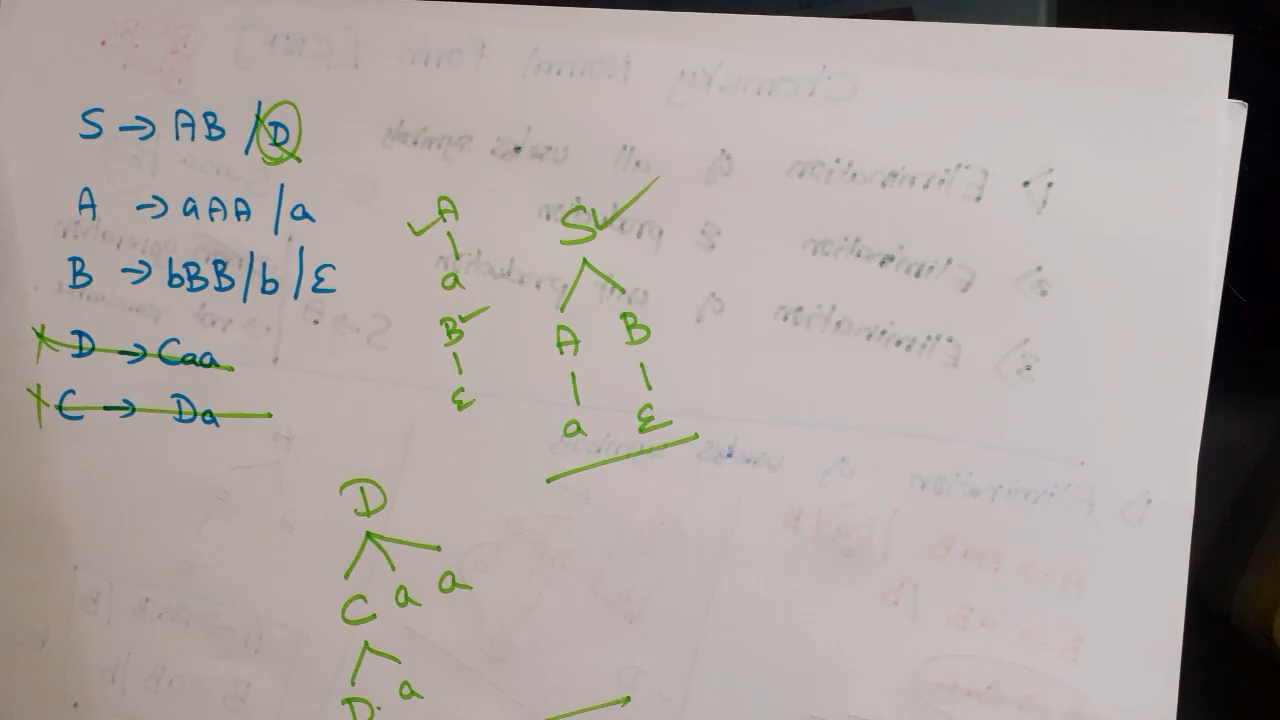 S → AB / D
A → aAA / a
B → bBB / b / ε
D → Caa
C → Da
A
a
B
ε
S
A B
a ε
D
C a a
D a